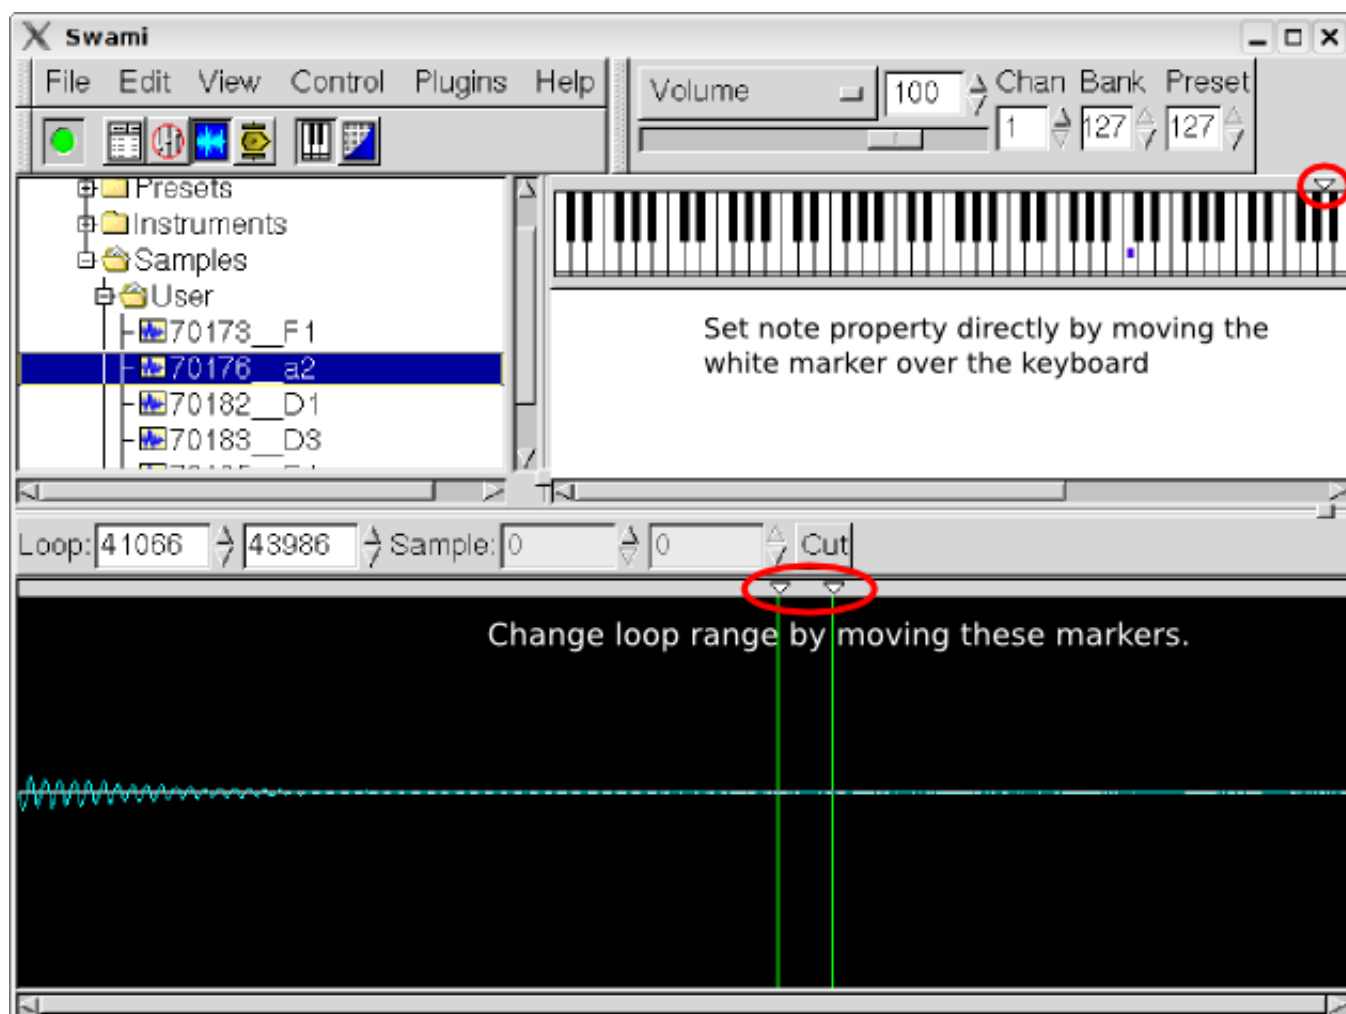 Swami
File Edit View Control Plugins Help
Volume 100 Chan Bank Preset
1 127 127
Presets
Instruments
Samples
User
70173__F1
70176__a2
70182__D1
70183__D3
Set note property directly by moving the
white marker over the keyboard
Loop: 41066 43986 Sample: 0 0 Cut
Change loop range by moving these markers.